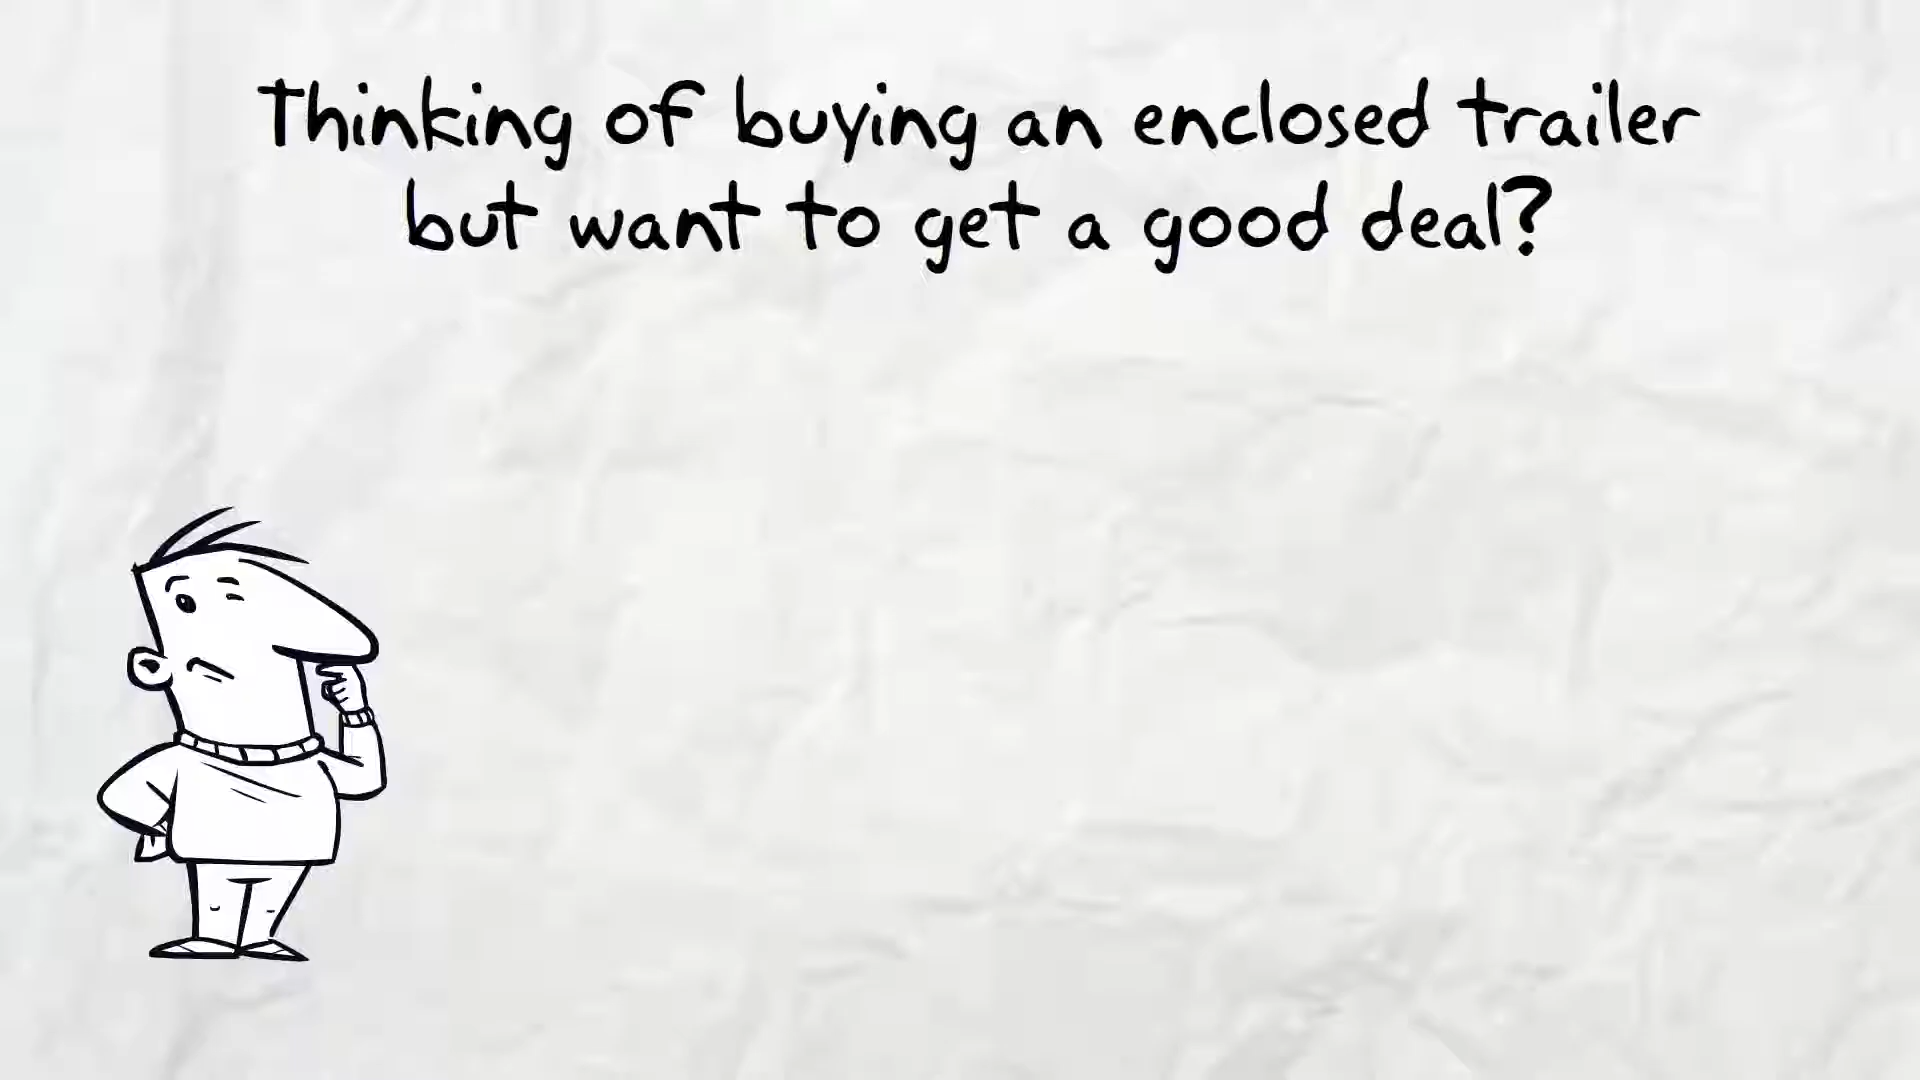 Thinking of buying an enclosed trailer
but want to get a good deal?